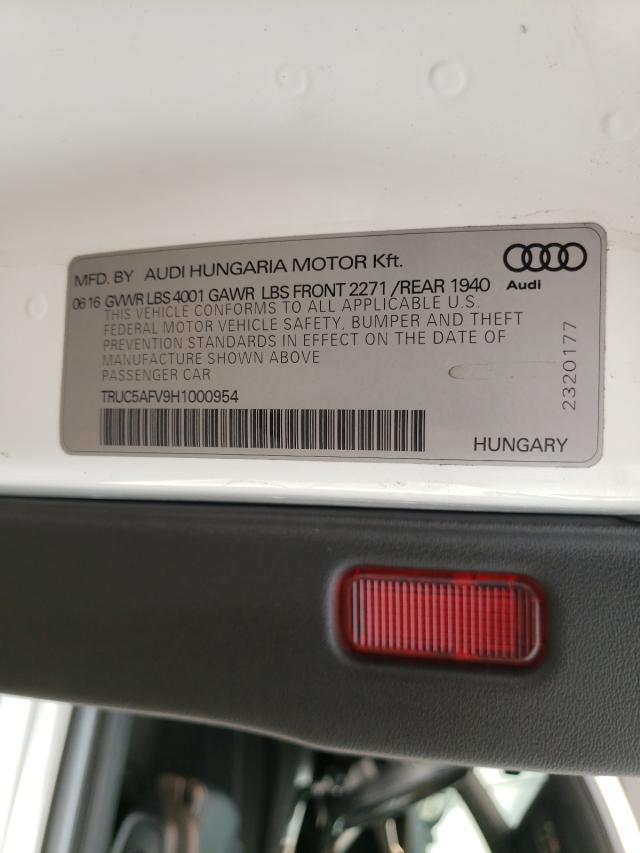 MFD. BY AUDI HUNGARIA MOTOR Kft.
06 16 GVWR LBS 4001 GAWR LBS FRONT 2271 /REAR 1940
Audi
THIS VEHICLE CONFORMS TO ALL APPLICABLE U.S.
FEDERAL MOTOR VEHICLE SAFETY, BUMPER AND THEFT
PREVENTION STANDARDS IN EFFECT ON THE DATE OF
MANUFACTURE SHOWN ABOVE
PASSENGER CAR
TRUC5AFV9H1000954
HUNGARY
2320177